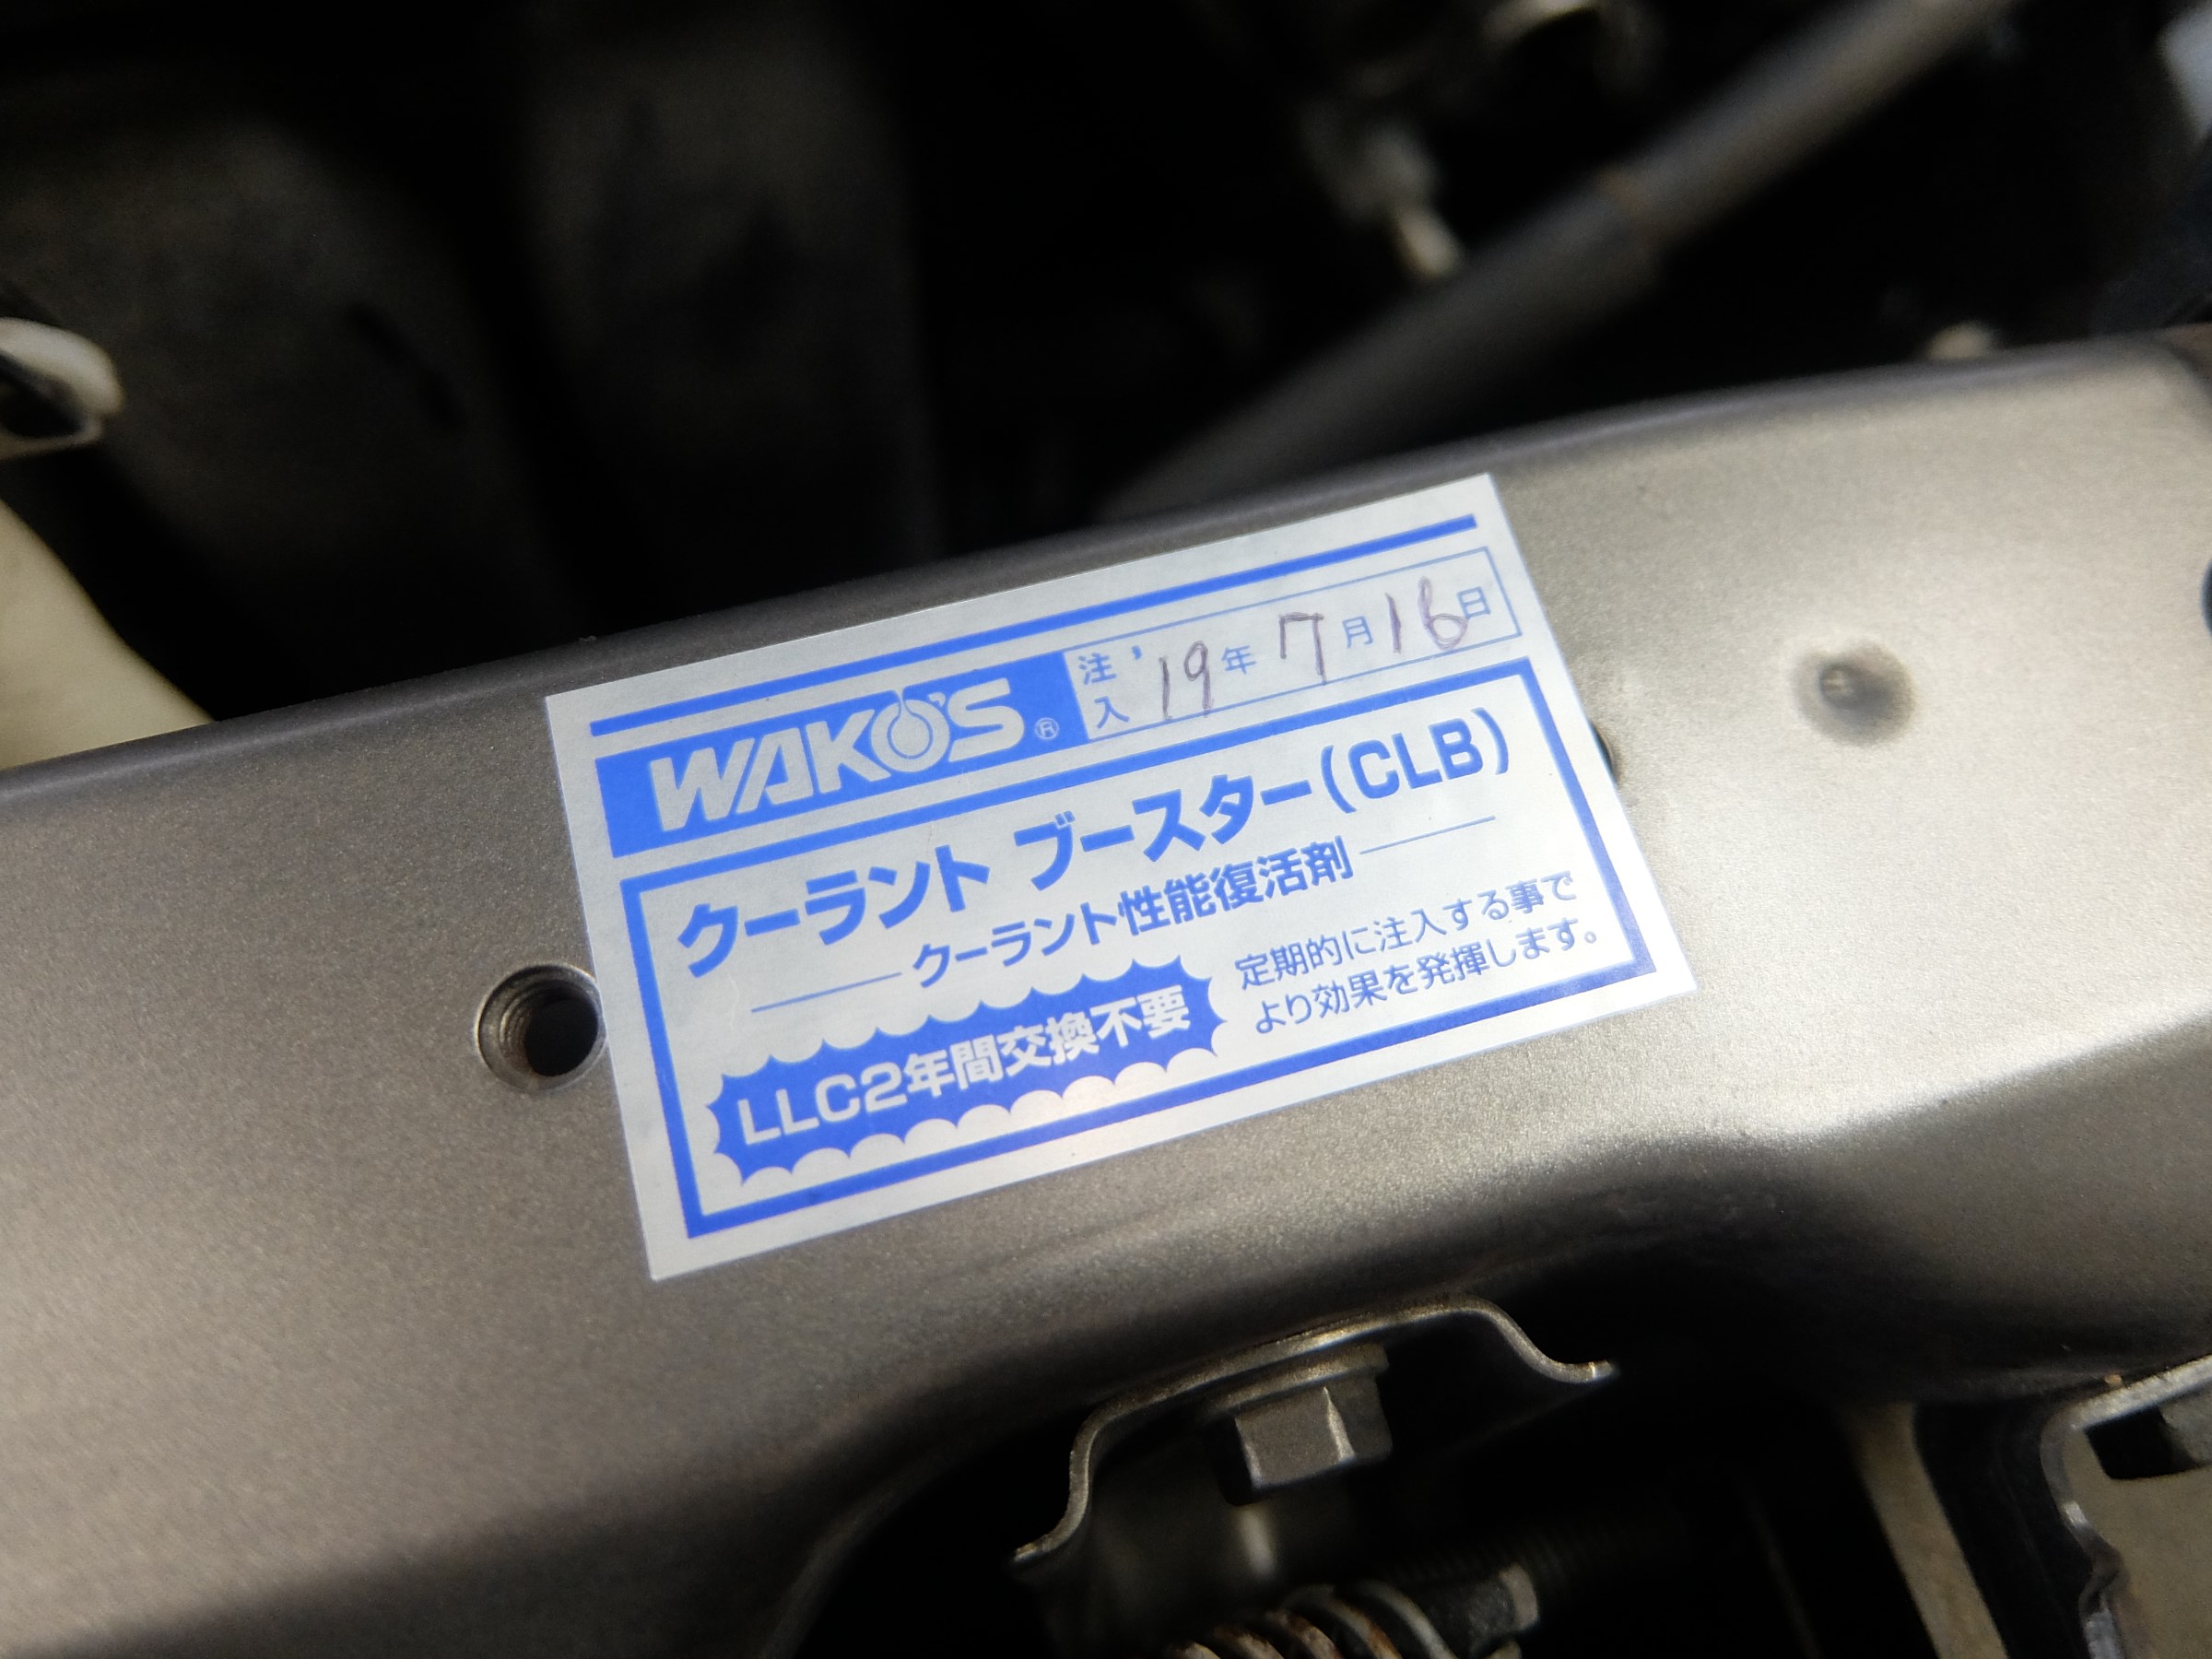 WAKO'S®
注入 '19年 7月 16日
クーラント ブースター(CLB)
クーラント性能復活剤
LLC2年間交換不要
定期的に注入する事で
より効果を発揮します。